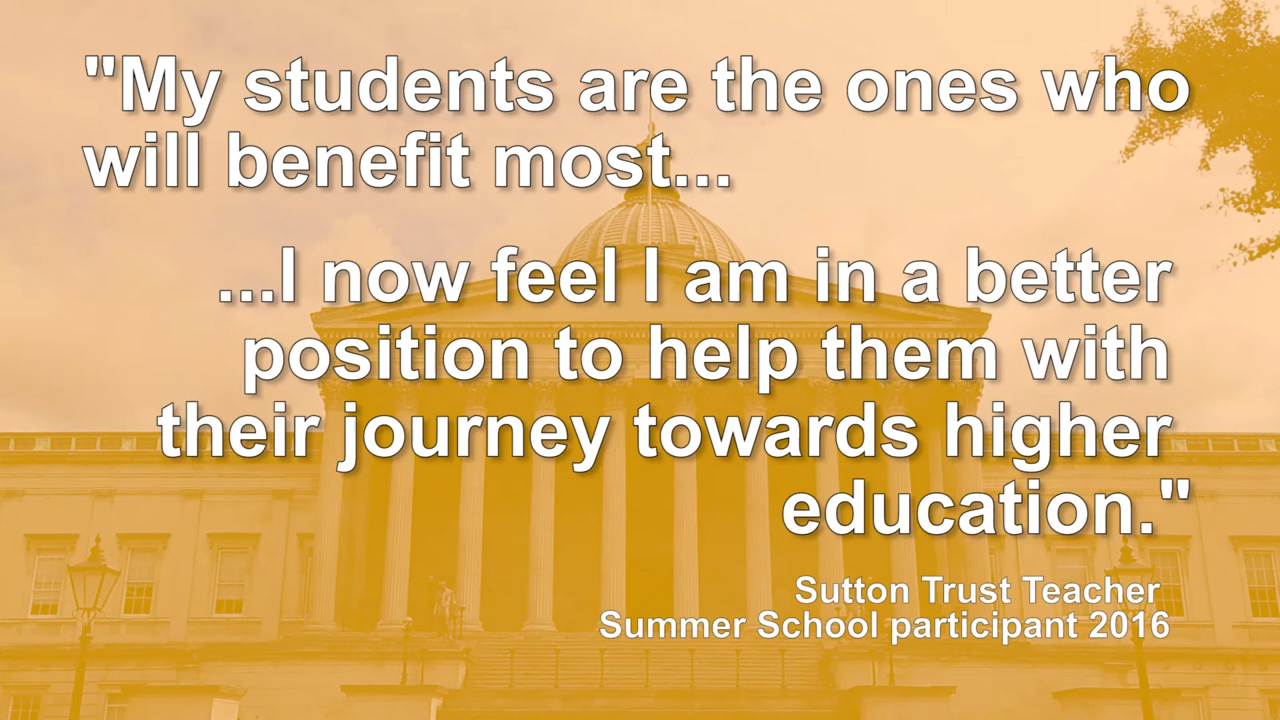 "My students are the ones who
will benefit most...
...I now feel I am in a better
position to help them with
their journey towards higher
education."
Sutton Trust Teacher
Summer School participant 2016